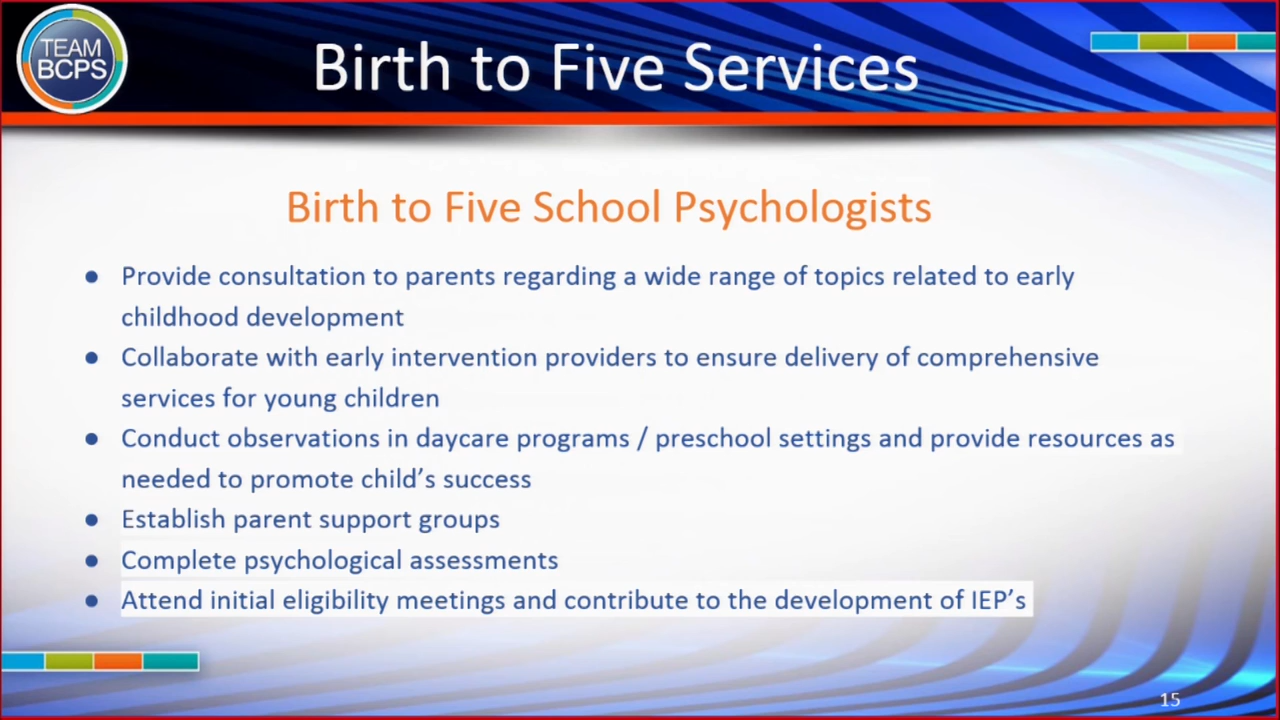 TEAM
BCPS
Birth to Five Services
Birth to Five School Psychologists
● Provide consultation to parents regarding a wide range of topics related to early
childhood development
● Collaborate with early intervention providers to ensure delivery of comprehensive
services for young children
● Conduct observations in daycare programs / preschool settings and provide resources as
needed to promote child’s success
● Establish parent support groups
● Complete psychological assessments
● Attend initial eligibility meetings and contribute to the development of IEP’s
15